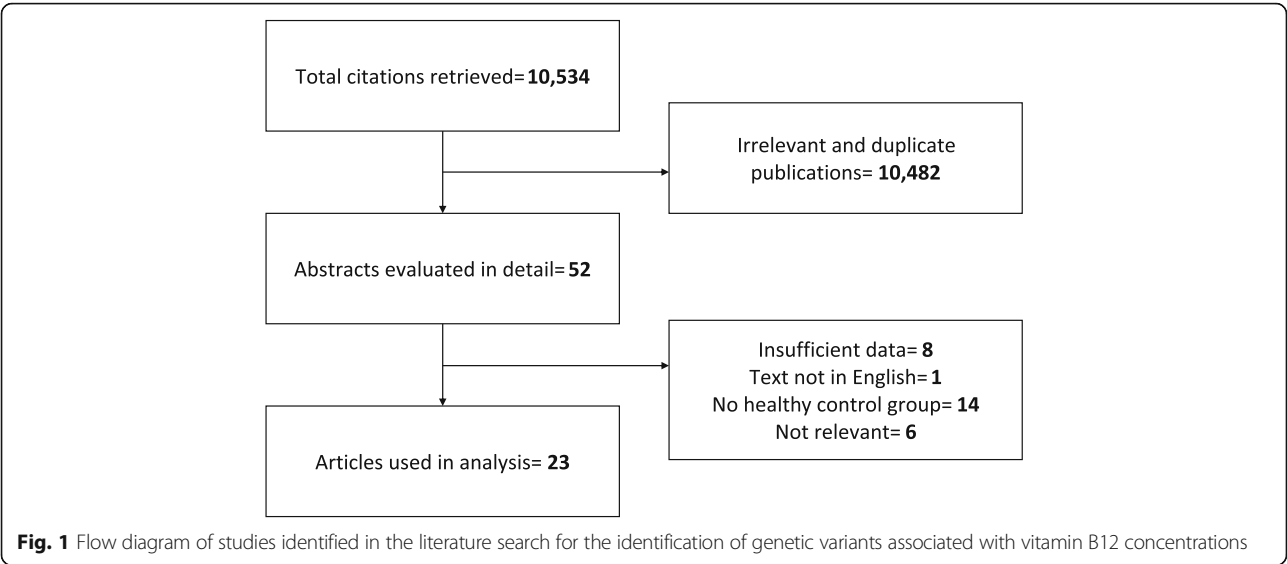 Total citations retrieved= 10,534
Irrelevant and duplicate
publications= 10,482
Abstracts evaluated in detail= 52
Insufficient data= 8
Text not in English= 1
No healthy control group= 14
Not relevant= 6
Articles used in analysis= 23
Fig. 1 Flow diagram of studies identified in the literature search for the identification of genetic variants associated with vitamin B12 concentrations